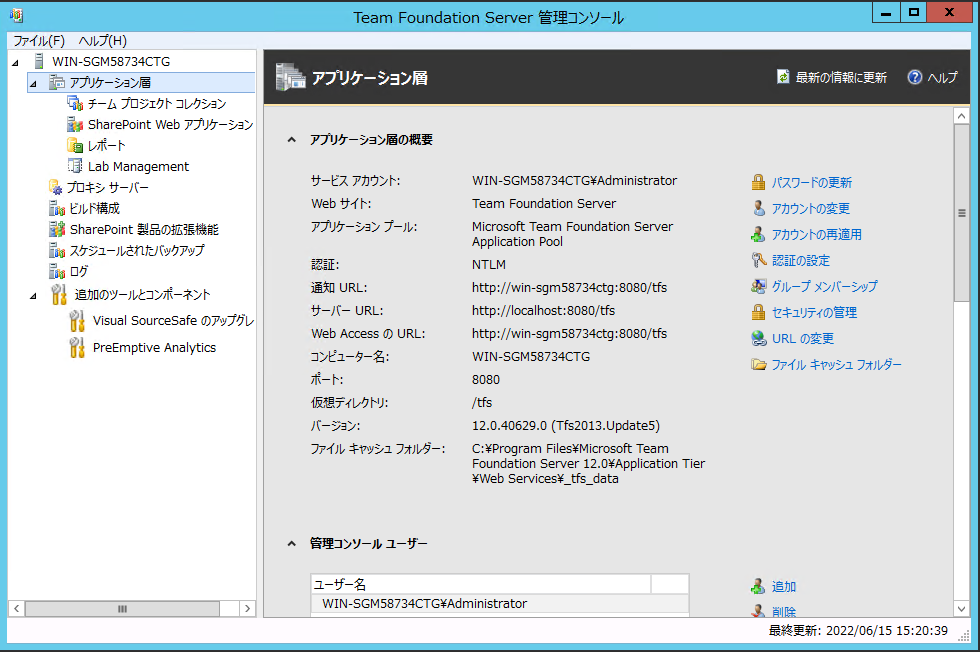 Team Foundation Server 管理コンソール
ファイル(F) ヘルプ(H)
WIN-SGM58734CTG
アプリケーション層
チーム プロジェクト コレクション
SharePoint Web アプリケーション
レポート
Lab Management
プロキシ サーバー
ビルド構成
SharePoint 製品の拡張機能
スケジュールされたバックアップ
ログ
追加のツールとコンポーネント
Visual SourceSafe のアップグレ
PreEmptive Analytics
アプリケーション層
最新の情報に更新
ヘルプ
アプリケーション層の概要
サービス アカウント: WIN-SGM58734CTG¥Administrator
Web サイト: Team Foundation Server
アプリケーション プール: Microsoft Team Foundation Server
Application Pool
認証: NTLM
通知 URL: http://win-sgm58734ctg:8080/tfs
サーバー URL: http://localhost:8080/tfs
Web Access の URL: http://win-sgm58734ctg:8080/tfs
コンピューター名: WIN-SGM58734CTG
ポート: 8080
仮想ディレクトリ: /tfs
バージョン: 12.0.40629.0 (Tfs2013.Update5)
ファイル キャッシュ フォルダー: C:¥Program Files¥Microsoft Team
Foundation Server 12.0¥Application Tier
¥Web Services¥_tfs_data
パスワードの更新
アカウントの変更
アカウントの再適用
認証の設定
グループ メンバーシップ
セキュリティの管理
URL の変更
ファイル キャッシュ フォルダー
管理コンソール ユーザー
ユーザー名
WIN-SGM58734CTG¥Administrator
追加
削除
最終更新: 2022/06/15 15:20:39